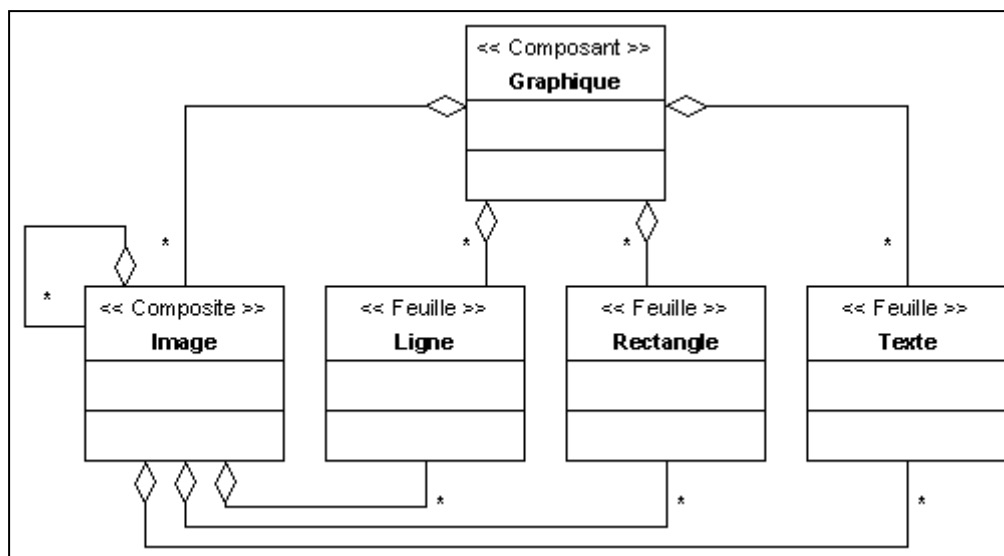 << Composant >>
Graphique
*
*
*
*
*
<< Composite >>
Image
<< Feuille >>
Ligne
<< Feuille >>
Rectangle
<< Feuille >>
Texte
*
*
*